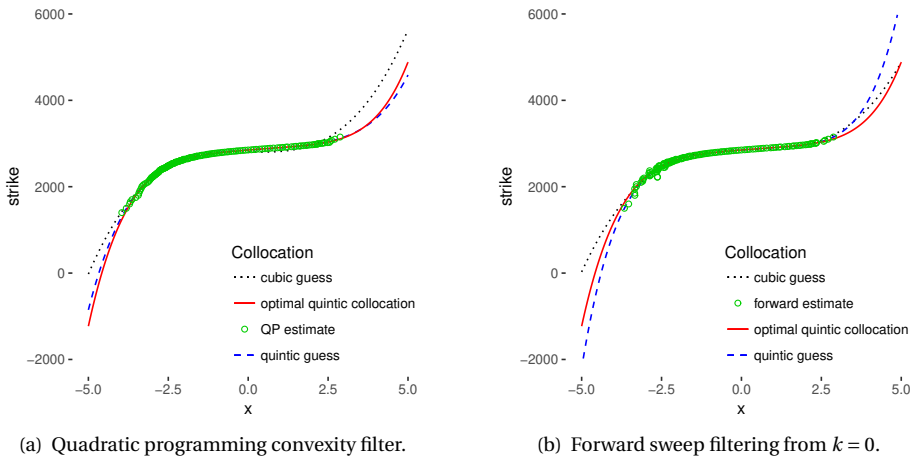 6000
4000
2000
0
−2000
strike
−5.0
−2.5
0.0
2.5
5.0
x
Collocation
cubic guess
optimal quintic collocation
QP estimate
quintic guess
(a) Quadratic programming convexity filter.
6000
4000
2000
0
−2000
strike
−5.0
−2.5
0.0
2.5
5.0
x
Collocation
cubic guess
forward estimate
optimal quintic collocation
quintic guess
(b) Forward sweep filtering from k = 0.